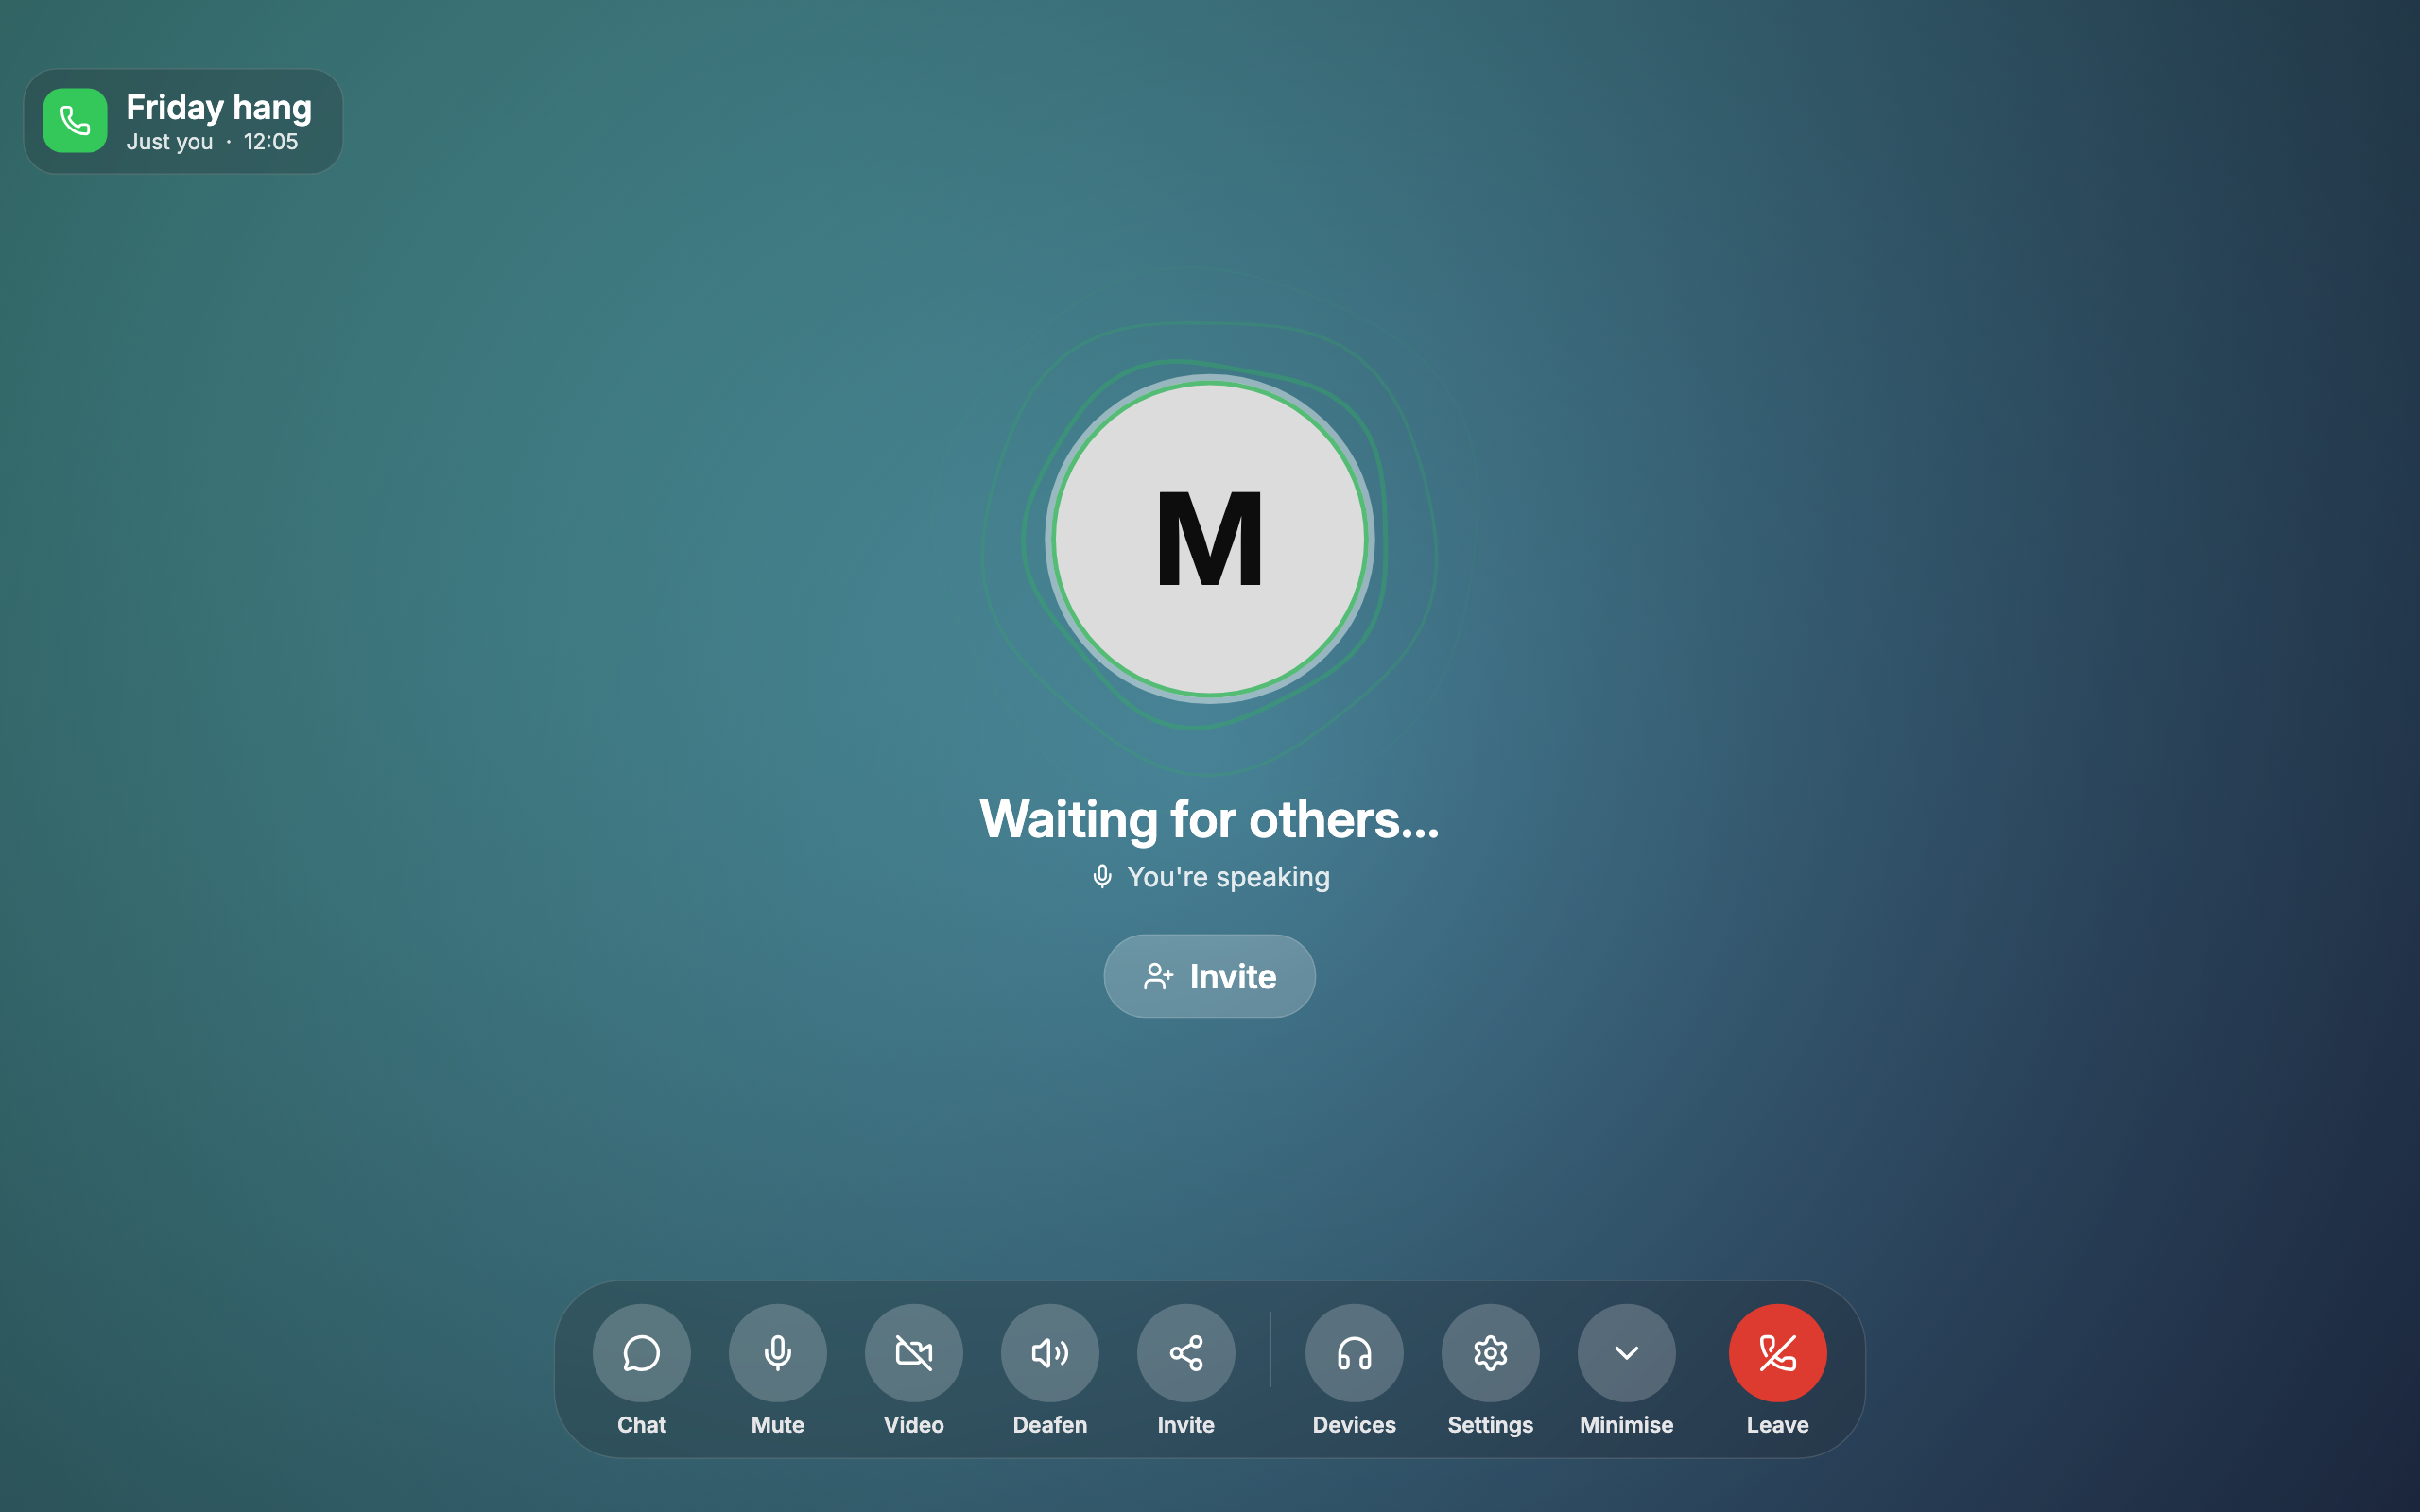 Friday hang
Just you · 12:05
M
Waiting for others...
You're speaking
Invite
Chat
Mute
Video
Deafen
Invite
Devices
Settings
Minimise
Leave